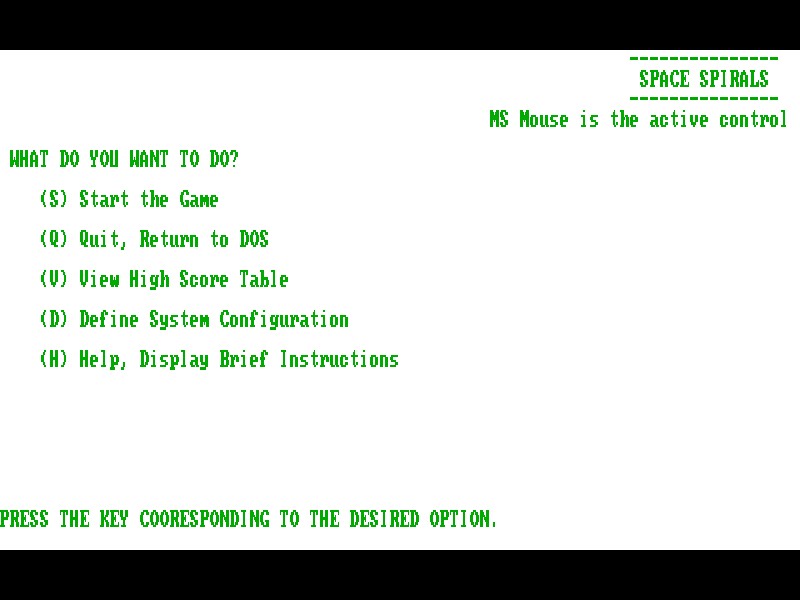 ---------------
SPACE SPIRALS
---------------
MS Mouse is the active control
WHAT DO YOU WANT TO DO?
(S) Start the Game
(Q) Quit, Return to DOS
(V) View High Score Table
(D) Define System Configuration
(H) Help, Display Brief Instructions
PRESS THE KEY COORESPONDING TO THE DESIRED OPTION.